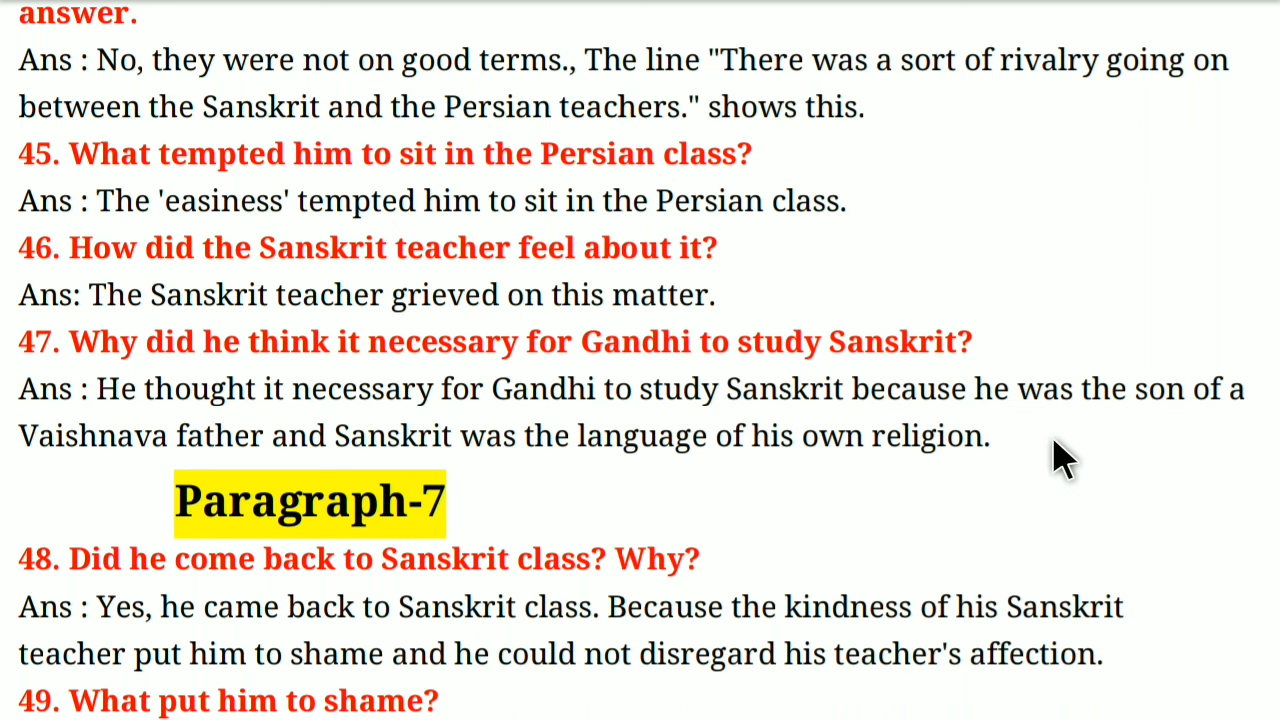 answer.
Ans : No, they were not on good terms., The line "There was a sort of rivalry going on
between the Sanskrit and the Persian teachers." shows this.
45. What tempted him to sit in the Persian class?
Ans : The 'easiness' tempted him to sit in the Persian class.
46. How did the Sanskrit teacher feel about it?
Ans: The Sanskrit teacher grieved on this matter.
47. Why did he think it necessary for Gandhi to study Sanskrit?
Ans : He thought it necessary for Gandhi to study Sanskrit because he was the son of a
Vaishnava father and Sanskrit was the language of his own religion.
Paragraph-7
48. Did he come back to Sanskrit class? Why?
Ans : Yes, he came back to Sanskrit class. Because the kindness of his Sanskrit
teacher put him to shame and he could not disregard his teacher's affection.
49. What put him to shame?